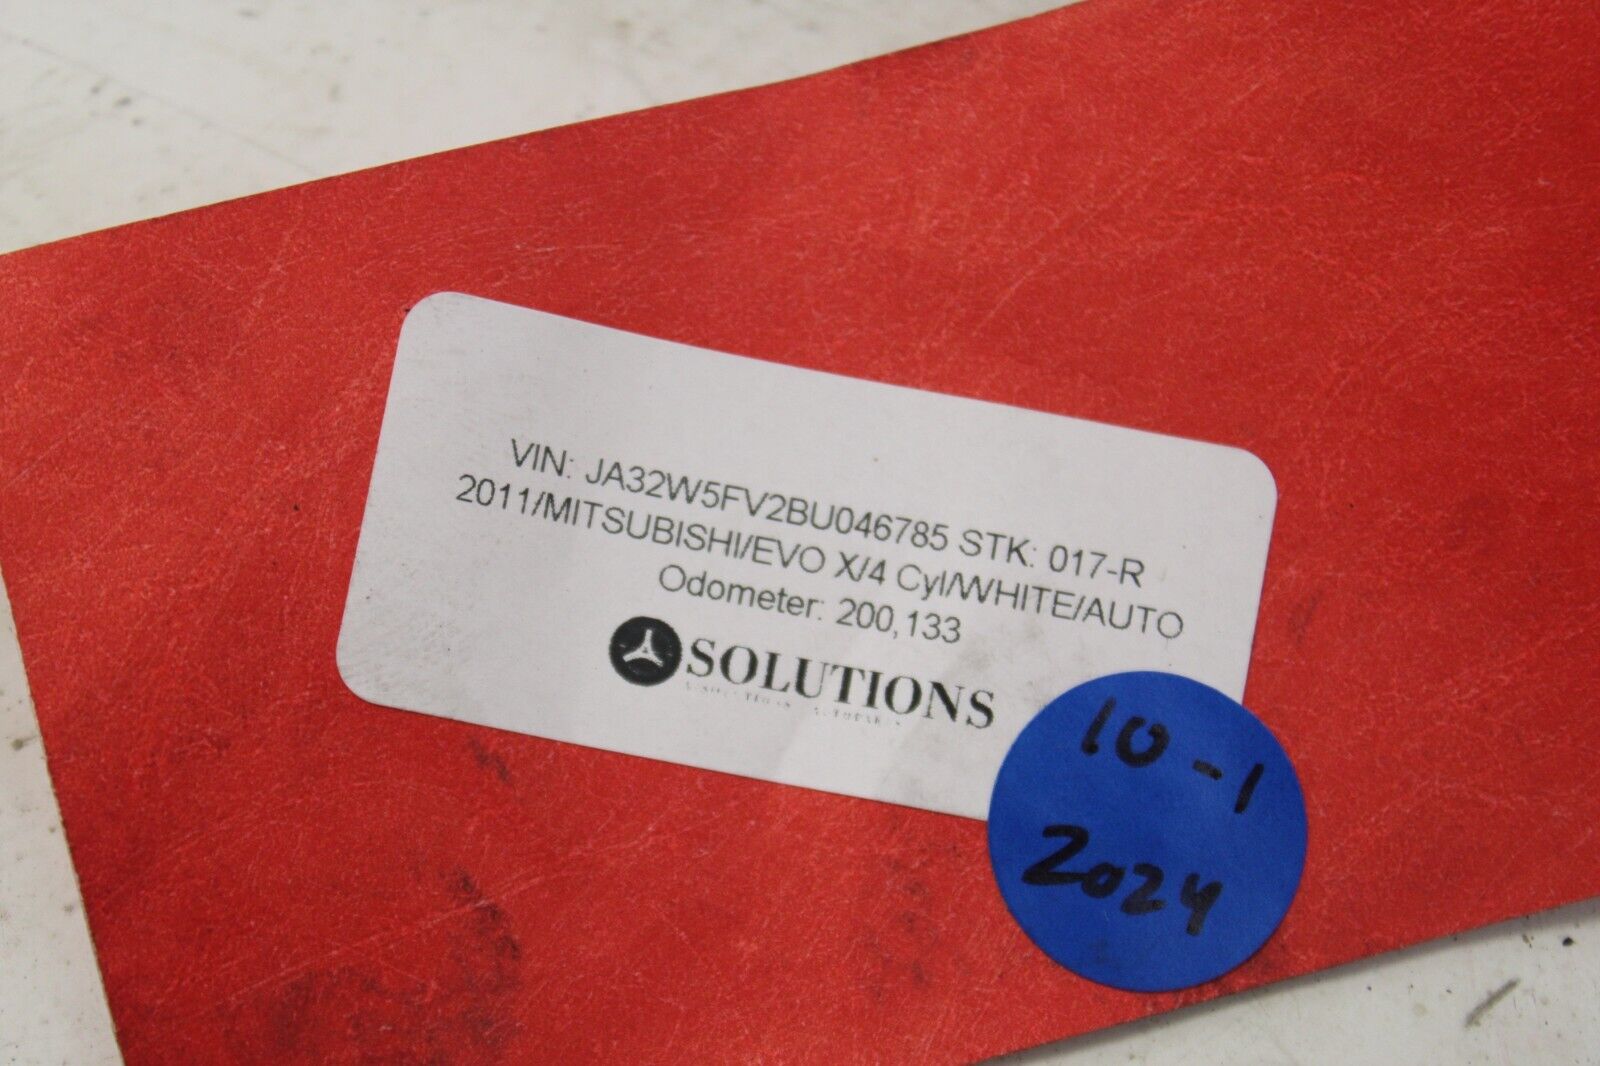 VIN: JA32W5FV2BU046785 STK: 017-R
2011/MITSUBISHI/EVO X/4 Cyl/WHITE/AUTO
Odometer: 200,133
SOLUTIONS
10-1
2024